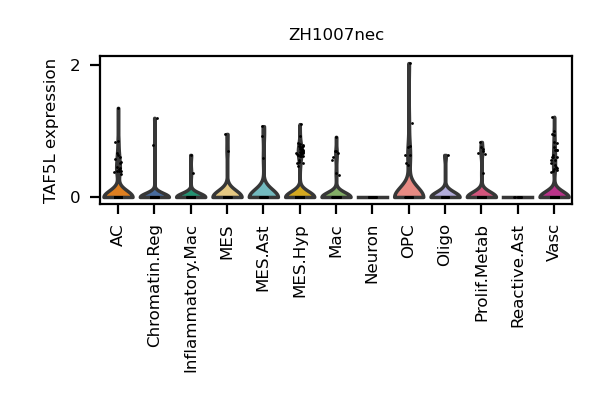 ZH1007nec
TAF5L expression
2
0
AC
Chromatin.Reg
Inflammatory.Mac
MES
MES.Ast
MES.Hyp
Mac
Neuron
OPC
Oligo
Prolif.Metab
Reactive.Ast
Vasc